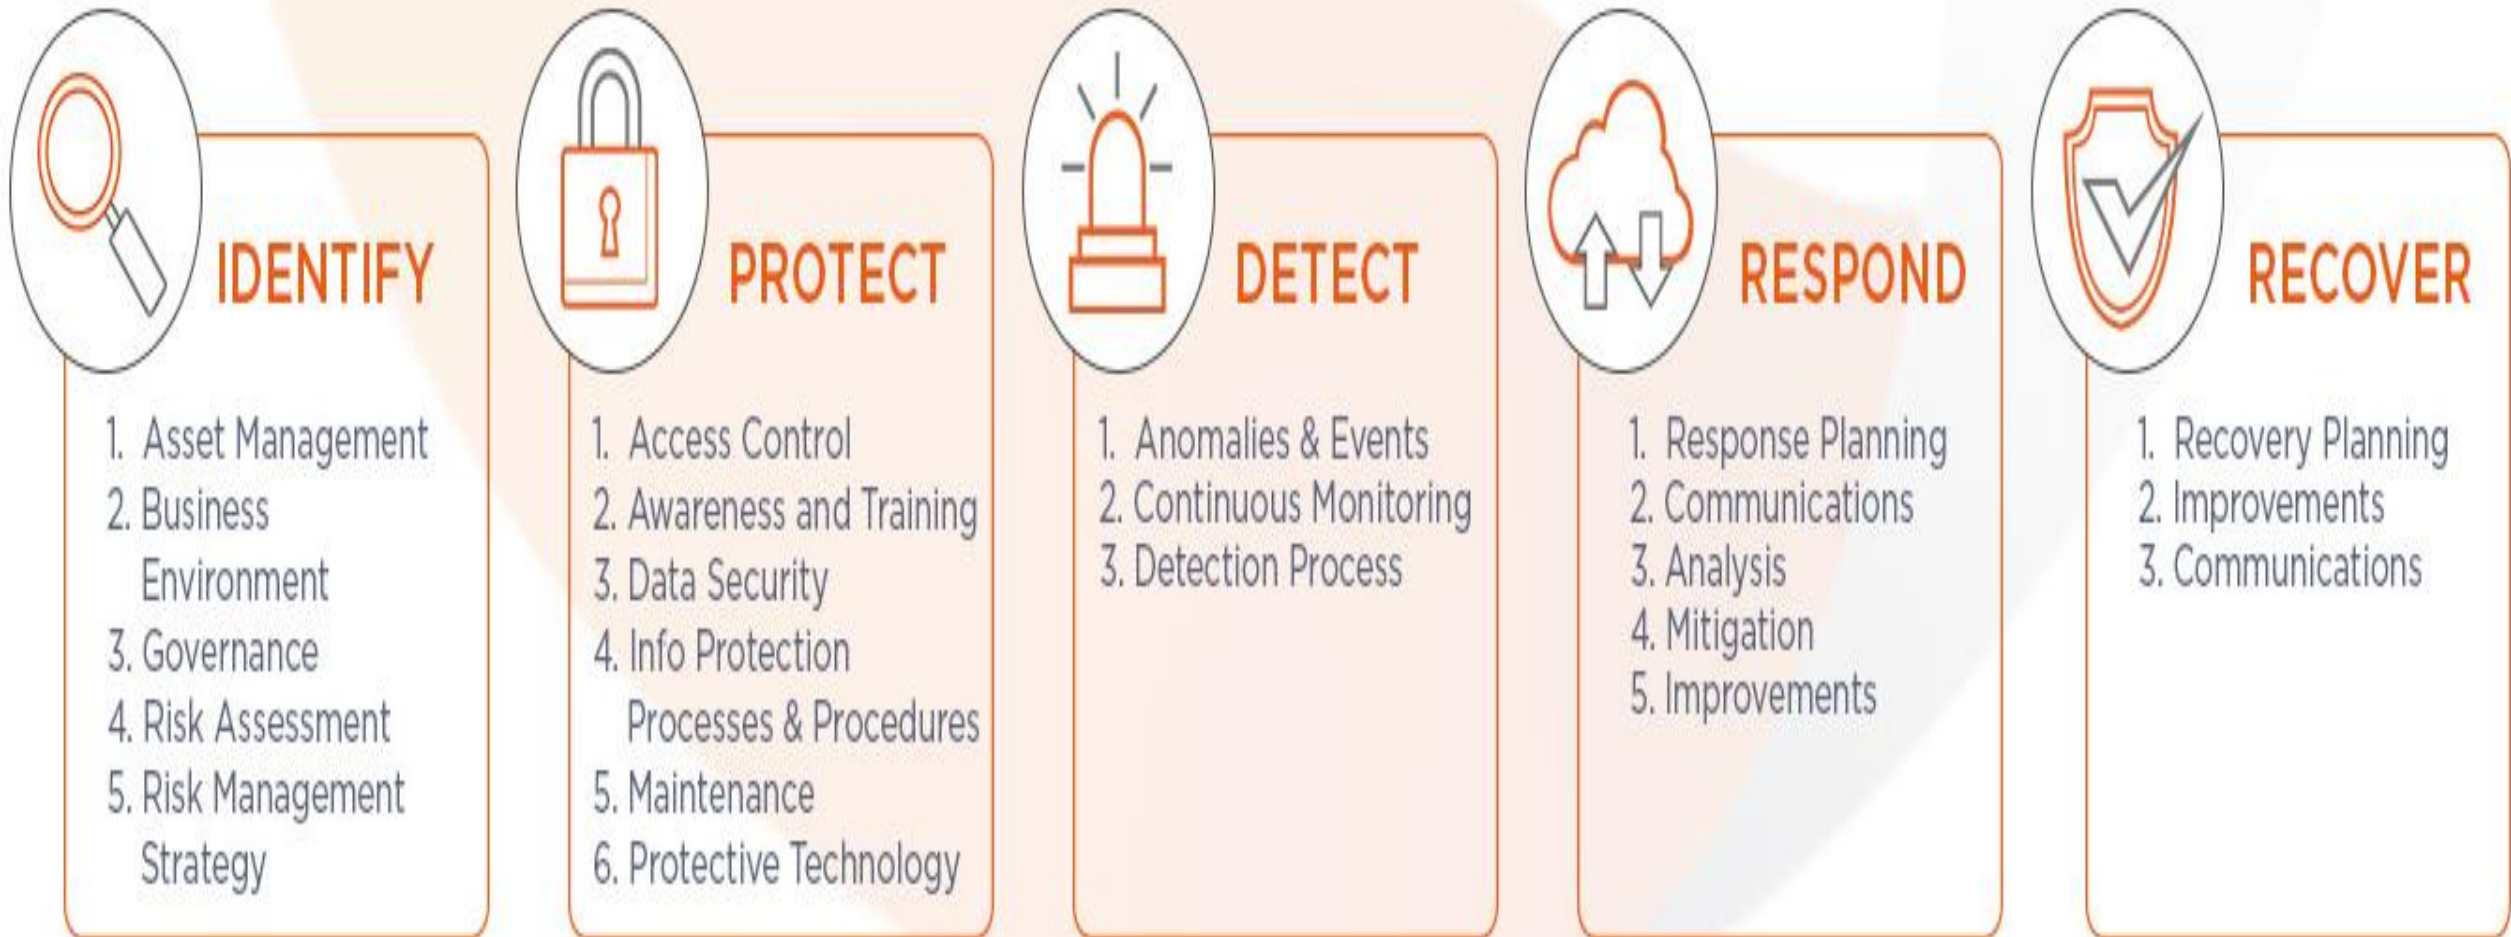 IDENTIFY
1. Asset Management
2. Business
Environment
3. Governance
4. Risk Assessment
5. Risk Management
Strategy
PROTECT
1. Access Control
2. Awareness and Training
3. Data Security
4. Info Protection
Processes & Procedures
5. Maintenance
6. Protective Technology
DETECT
1. Anomalies & Events
2. Continuous Monitoring
3. Detection Process
RESPOND
1. Response Planning
2. Communications
3. Analysis
4. Mitigation
5. Improvements
RECOVER
1. Recovery Planning
2. Improvements
3. Communications